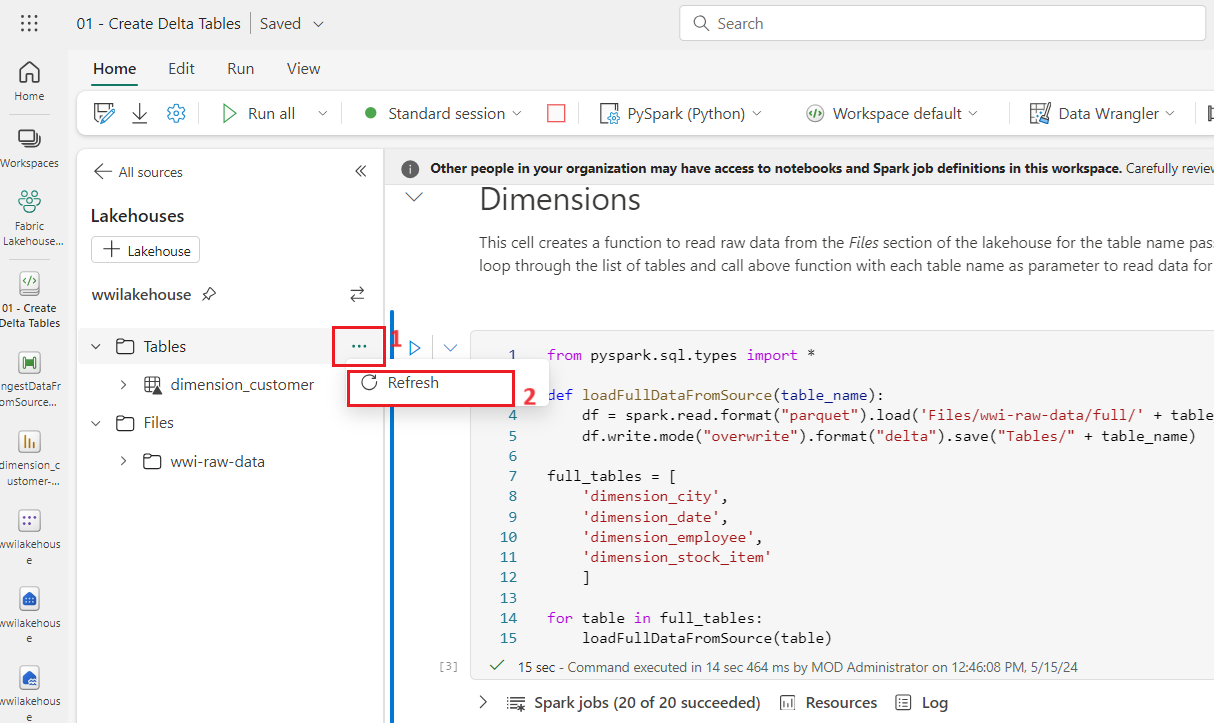 01 - Create Delta Tables
Saved
Search
Home
Edit
Run
View
Run all
Standard session
PySpark (Python)
Workspace default
Data Wrangler
Home
Workspaces
Fabric
Lakehouse...
01 - Create
Delta Tables
ngestDataFr
omSource...
dimension_c
ustomer-...
wwilakehous
e
wwilakehous
e
wwilakehous
e
All sources
Lakehouses
Lakehouse
wwilakehouse
Tables
dimension_customer
Files
wwi-raw-data
1
Refresh
2
Other people in your organization may have access to notebooks and Spark job definitions in this workspace. Carefully review
Dimensions
This cell creates a function to read raw data from the Files section of the lakehouse for the table name pas
loop through the list of tables and call above function with each table name as parameter to read data for
1 from pyspark.sql.types import *
def loadFullDataFromSource(table_name):
4 df = spark.read.format("parquet").load('Files/wwi-raw-data/full/' + table
5 df.write.mode("overwrite").format("delta").save("Tables/" + table_name)
6
7 full_tables = [
8 'dimension_city',
9 'dimension_date',
10 'dimension_employee',
11 'dimension_stock_item'
12 ]
13
14 for table in full_tables:
15 loadFullDataFromSource(table)
[3]
15 sec - Command executed in 14 sec 464 ms by MOD Administrator on 12:46:08 PM, 5/15/24
Spark jobs (20 of 20 succeeded)
Resources
Log